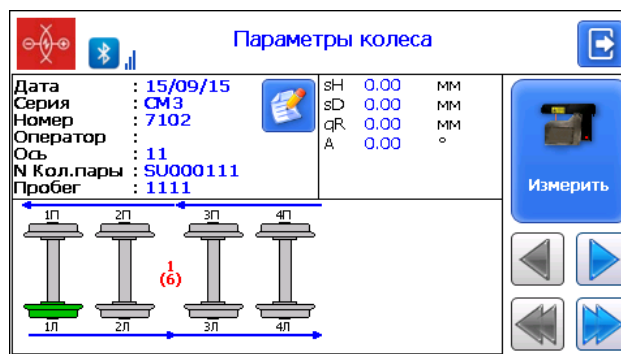 Параметры колеса
Дата : 15/09/15
Серия : СМ3
Номер : 7102
Оператор :
Ось : 11
N Кол.пары : SU000111
Пробег : 1111
sH 0.00 мм
sD 0.00 мм
qR 0.00 мм
A 0.00 °
Измерить
1П 2П 3П 4П
1
(6)
1Л 2Л 3Л 4Л